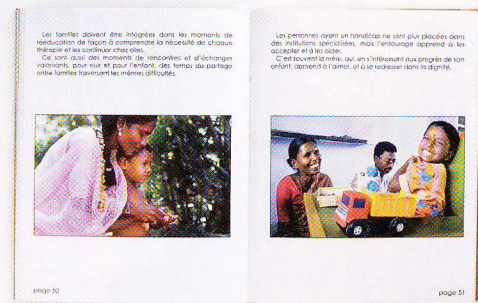 Les familles doivent être intégrées dans les moments de
rééducation de façon à comprendre la nécessité de chaque
thérapie et les continuer chez elles.
Ce sont aussi des moments de rencontres et d'échanges
valorisants, pour eux et pour l'enfant, des temps de partage
entre familles traversant les mêmes difficultés.
page 50
Les personnes ayant un handicap ne sont plus placées dans
des institutions spécialisées, mais l'entourage apprend à les
accepter et à les aider.
C'est souvent la mère, qui, en s'intéressant aux progrès de son
enfant, apprend à l'aimer, et à se redresser dans la dignité.
page 51